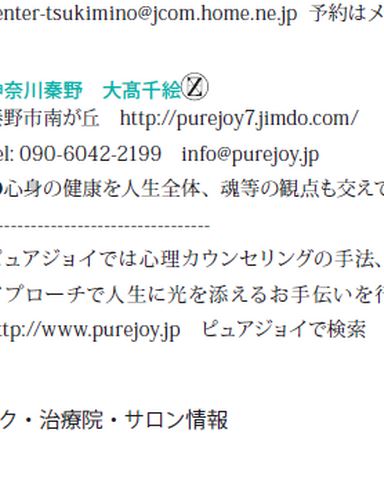 enter-tsukimino@jcom.home.ne.jp 予約はメ
神奈川秦野 大髙千絵Ⓩ
秦野市南が丘 http://purejoy7.jimdo.com/
el: 090-6042-2199 info@purejoy.jp
心身の健康を人生全体、魂等の観点も交えて
--------------------------------
ピュアジョイでは心理カウンセリングの手法、
プローチで人生に光を添えるお手伝いを行
ttp://www.purejoy.jp ピュアジョイで検索
ク・治療院・サロン情報